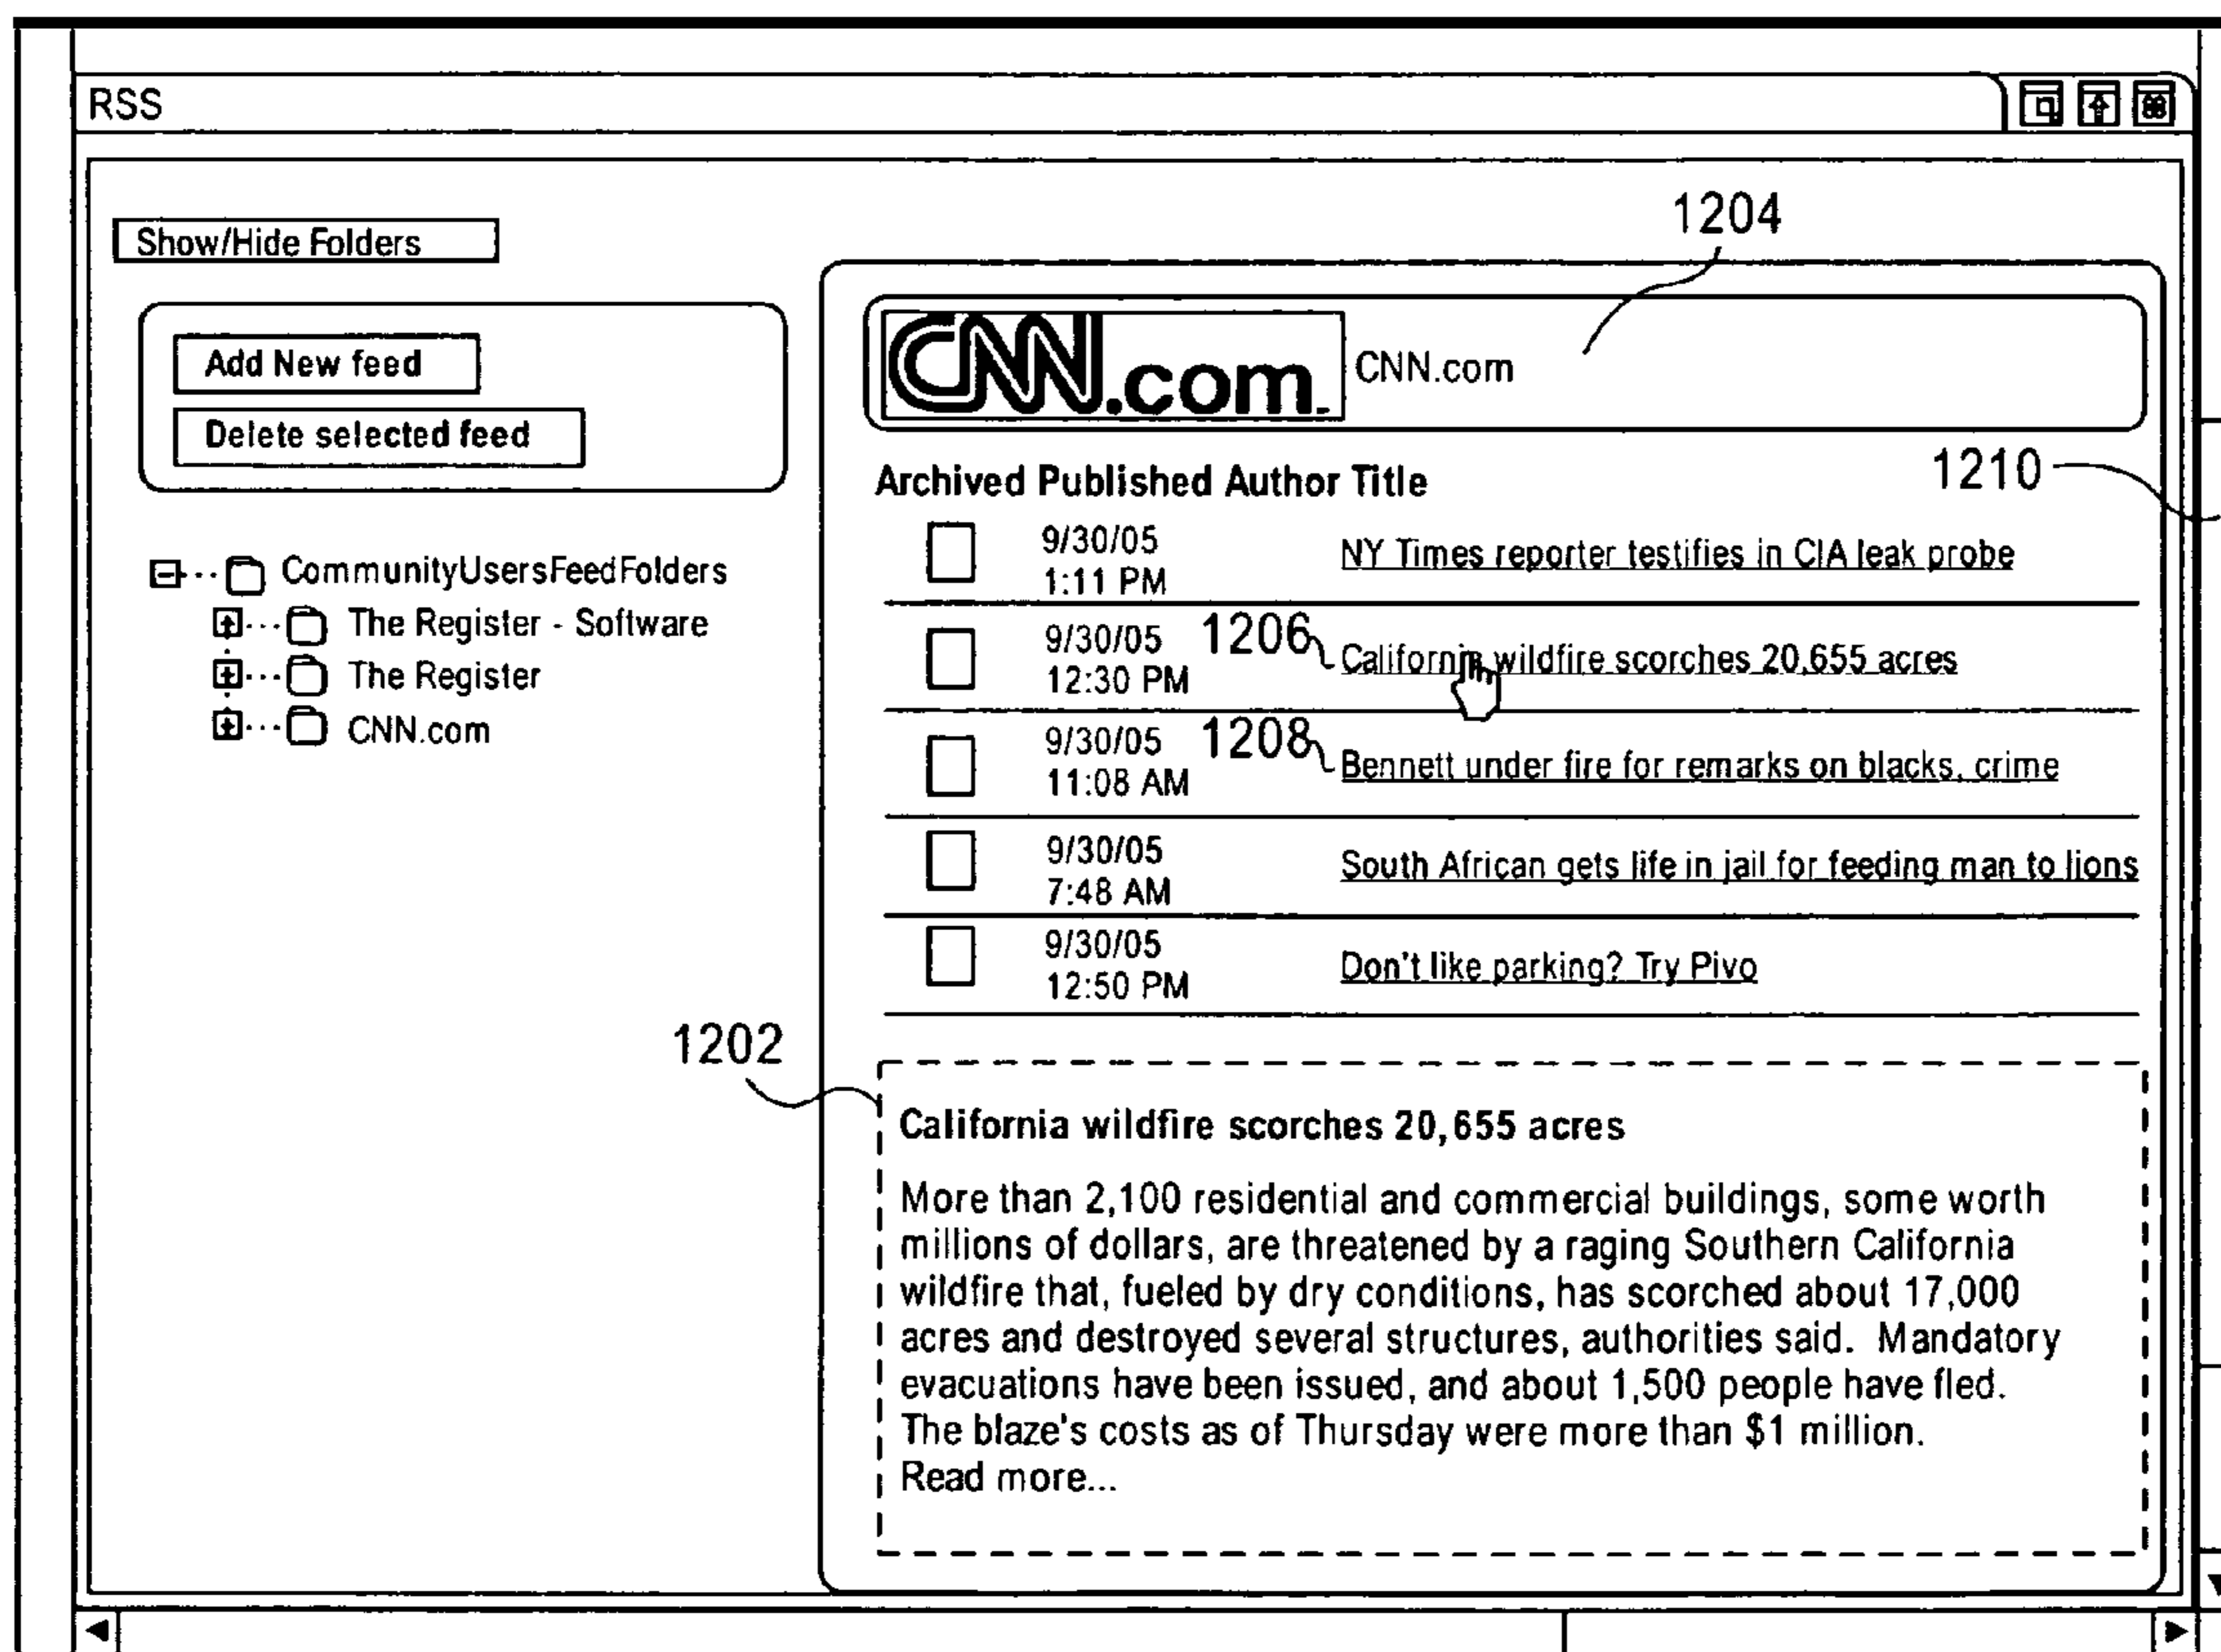 RSS
1204
Show/Hide Folders
CNN.com
CNN.com
Add New feed
Delete selected feed
1210
Archived Published Author Title
9/30/05
1:11 PM
NY Times reporter testifies in CIA leak probe
CommunityUsersFeedFolders
The Register - Software
The Register
CNN.com
9/30/05
12:30 PM
1206
California wildfire scorches 20,655 acres
9/30/05
11:08 AM
1208
Bennett under fire for remarks on blacks, crime
9/30/05
7:48 AM
South African gets life in jail for feeding man to lions
9/30/05
12:50 PM
Don't like parking? Try Pivo
1202
California wildfire scorches 20,655 acres
More than 2,100 residential and commercial buildings, some worth
millions of dollars, are threatened by a raging Southern California
wildfire that, fueled by dry conditions, has scorched about 17,000
acres and destroyed several structures, authorities said. Mandatory
evacuations have been issued, and about 1,500 people have fled.
The blaze's costs as of Thursday were more than $1 million.
Read more...